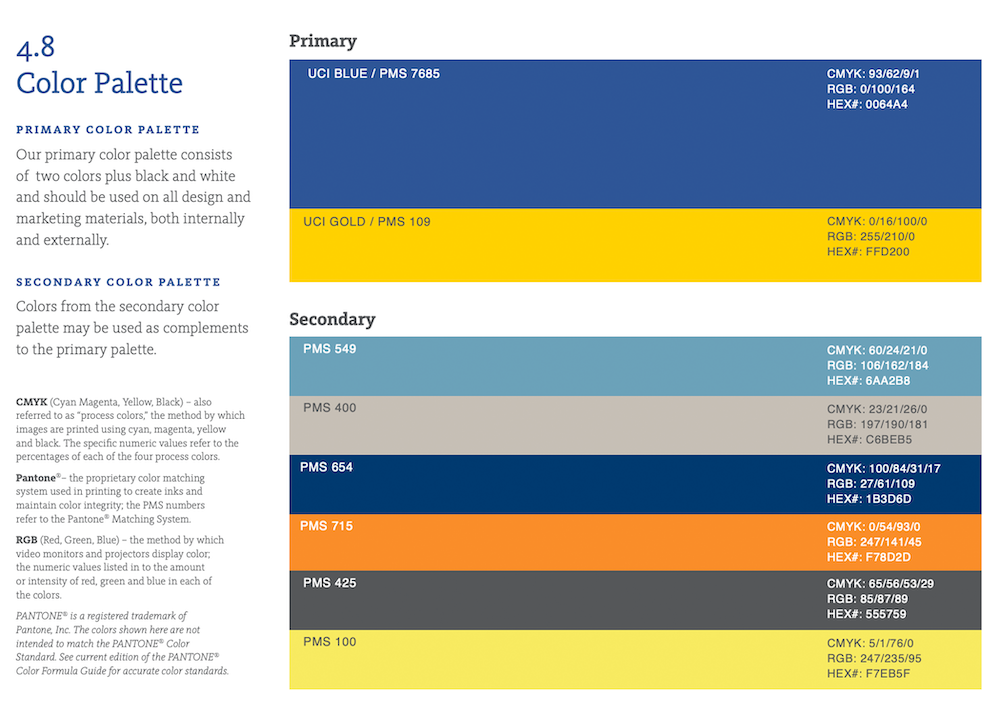 4.8
Color Palette
PRIMARY COLOR PALETTE
Our primary color palette consists
of two colors plus black and white
and should be used on all design and
marketing materials, both internally
and externally.
SECONDARY COLOR PALETTE
Colors from the secondary color
palette may be used as complements
to the primary palette.
CMYK (Cyan Magenta, Yellow, Black) – also
referred to as "process colors," the method by which
images are printed using cyan, magenta, yellow
and black. The specific numeric values refer to the
percentages of each of the four process colors.
Pantone®– the proprietary color matching
system used in printing to create inks and
maintain color integrity; the PMS numbers
refer to the Pantone® Matching System.
RGB (Red, Green, Blue) – the method by which
video monitors and projectors display color;
the numeric values listed in to the amount
or intensity of red, green and blue in each of
the colors.
PANTONE® is a registered trademark of
Pantone, Inc. The colors shown here are not
intended to match the PANTONE® Color
Standard. See current edition of the PANTONE®
Color Formula Guide for accurate color standards.
Primary
UCI BLUE / PMS 7685
CMYK: 93/62/9/1
RGB: 0/100/164
HEX#: 0064A4
UCI GOLD / PMS 109
CMYK: 0/16/100/0
RGB: 255/210/0
HEX#: FFD200
Secondary
PMS 549
CMYK: 60/24/21/0
RGB: 106/162/184
HEX#: 6AA2B8
PMS 400
CMYK: 23/21/26/0
RGB: 197/190/181
HEX#: C6BEB5
PMS 654
CMYK: 100/84/31/17
RGB: 27/61/109
HEX#: 1B3D6D
PMS 715
CMYK: 0/54/93/0
RGB: 247/141/45
HEX#: F78D2D
PMS 425
CMYK: 65/56/53/29
RGB: 85/87/89
HEX#: 555759
PMS 100
CMYK: 5/1/76/0
RGB: 247/235/95
HEX#: F7EB5F